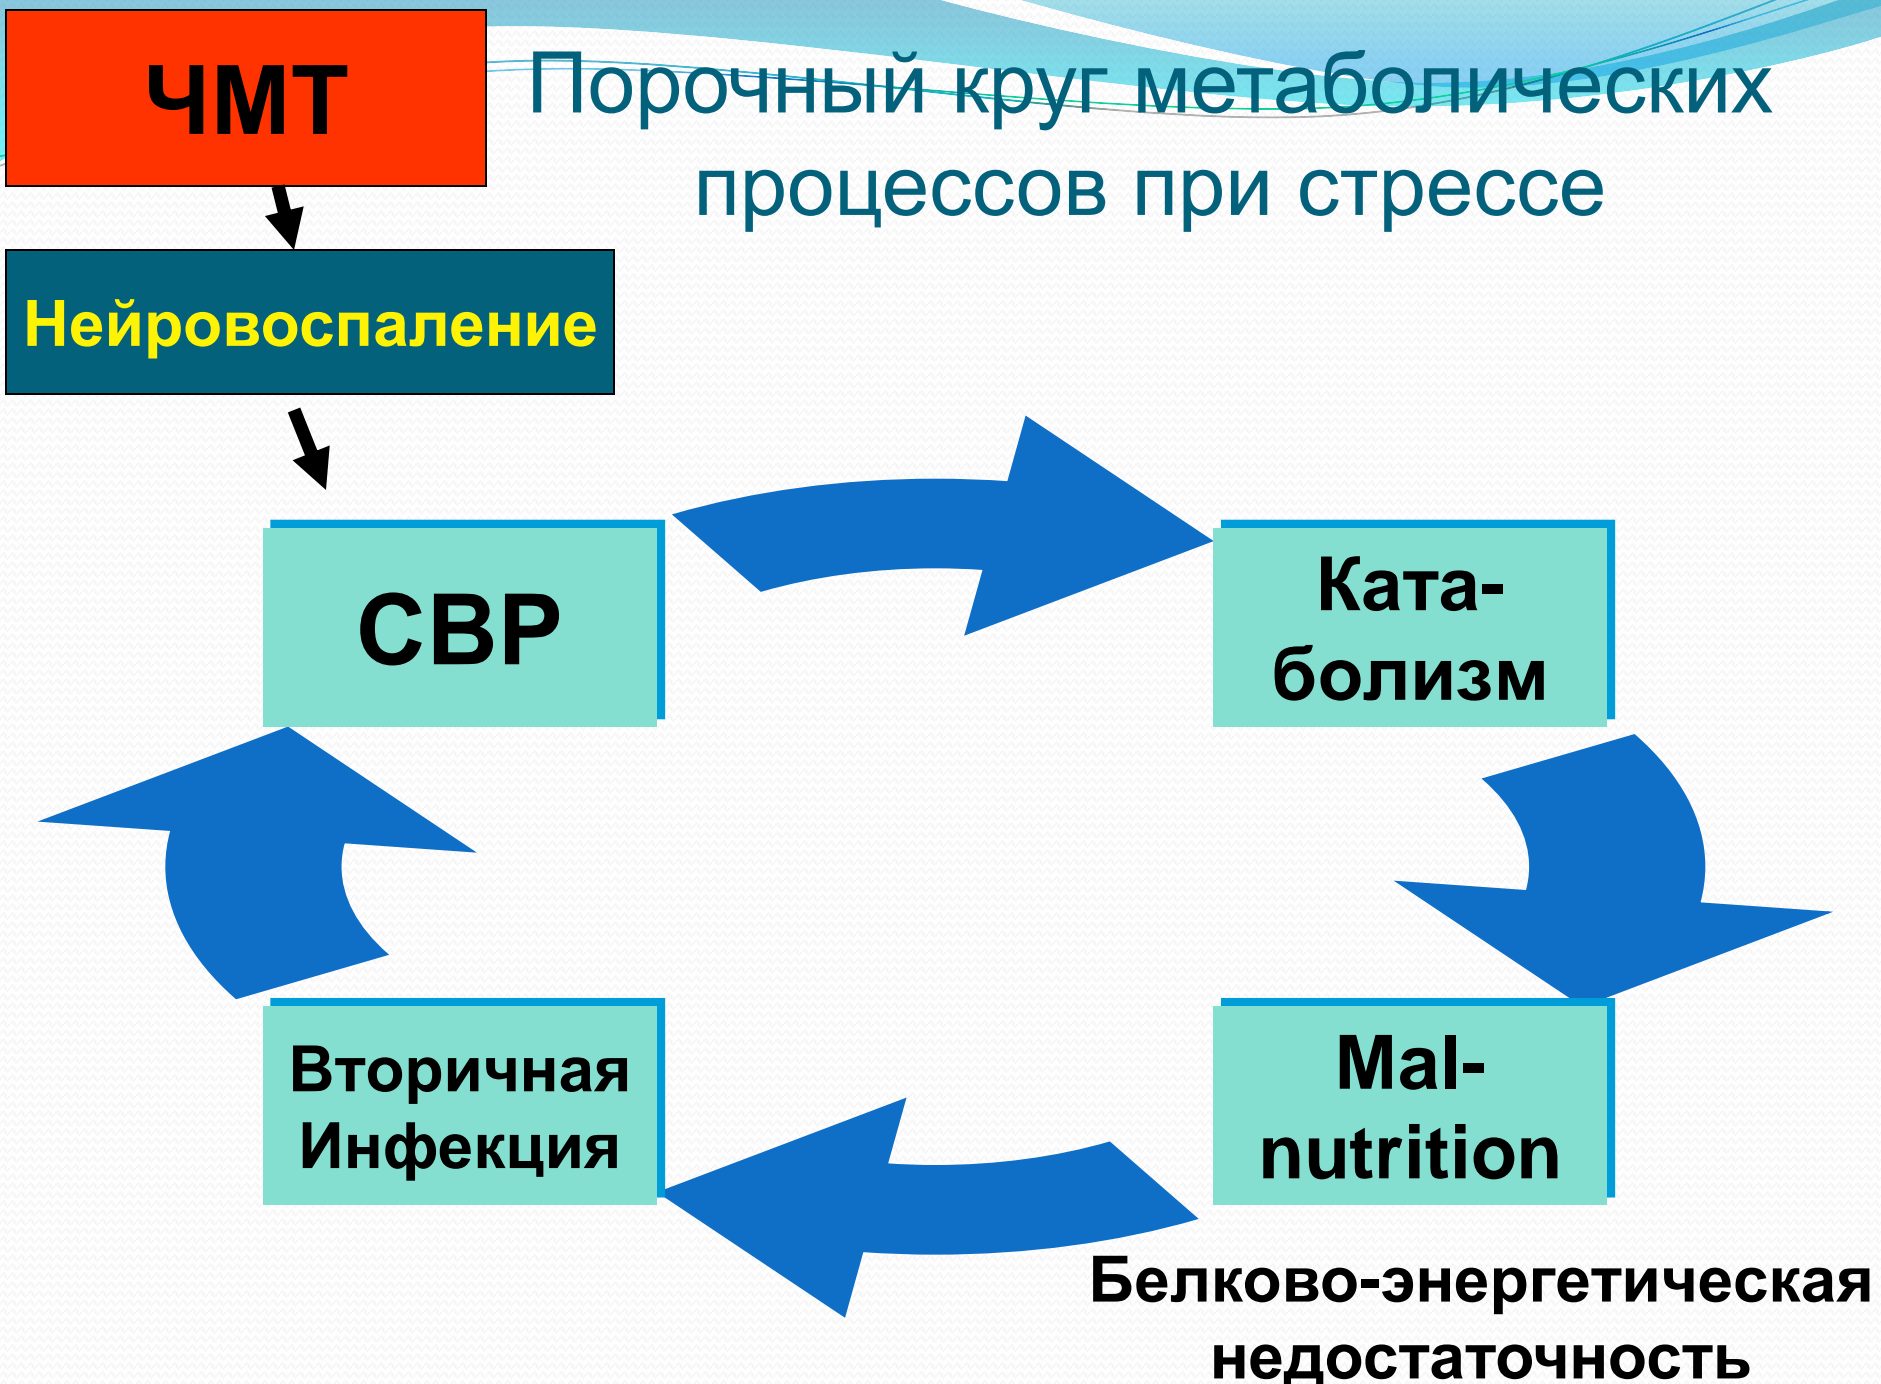 ЧМТ
Порочный круг метаболических
процессов при стрессе
Нейровоспаление
СВР
Ката-
болизм
Mal-
nutrition
Белково-энергетическая
недостаточность
Вторичная
Инфекция